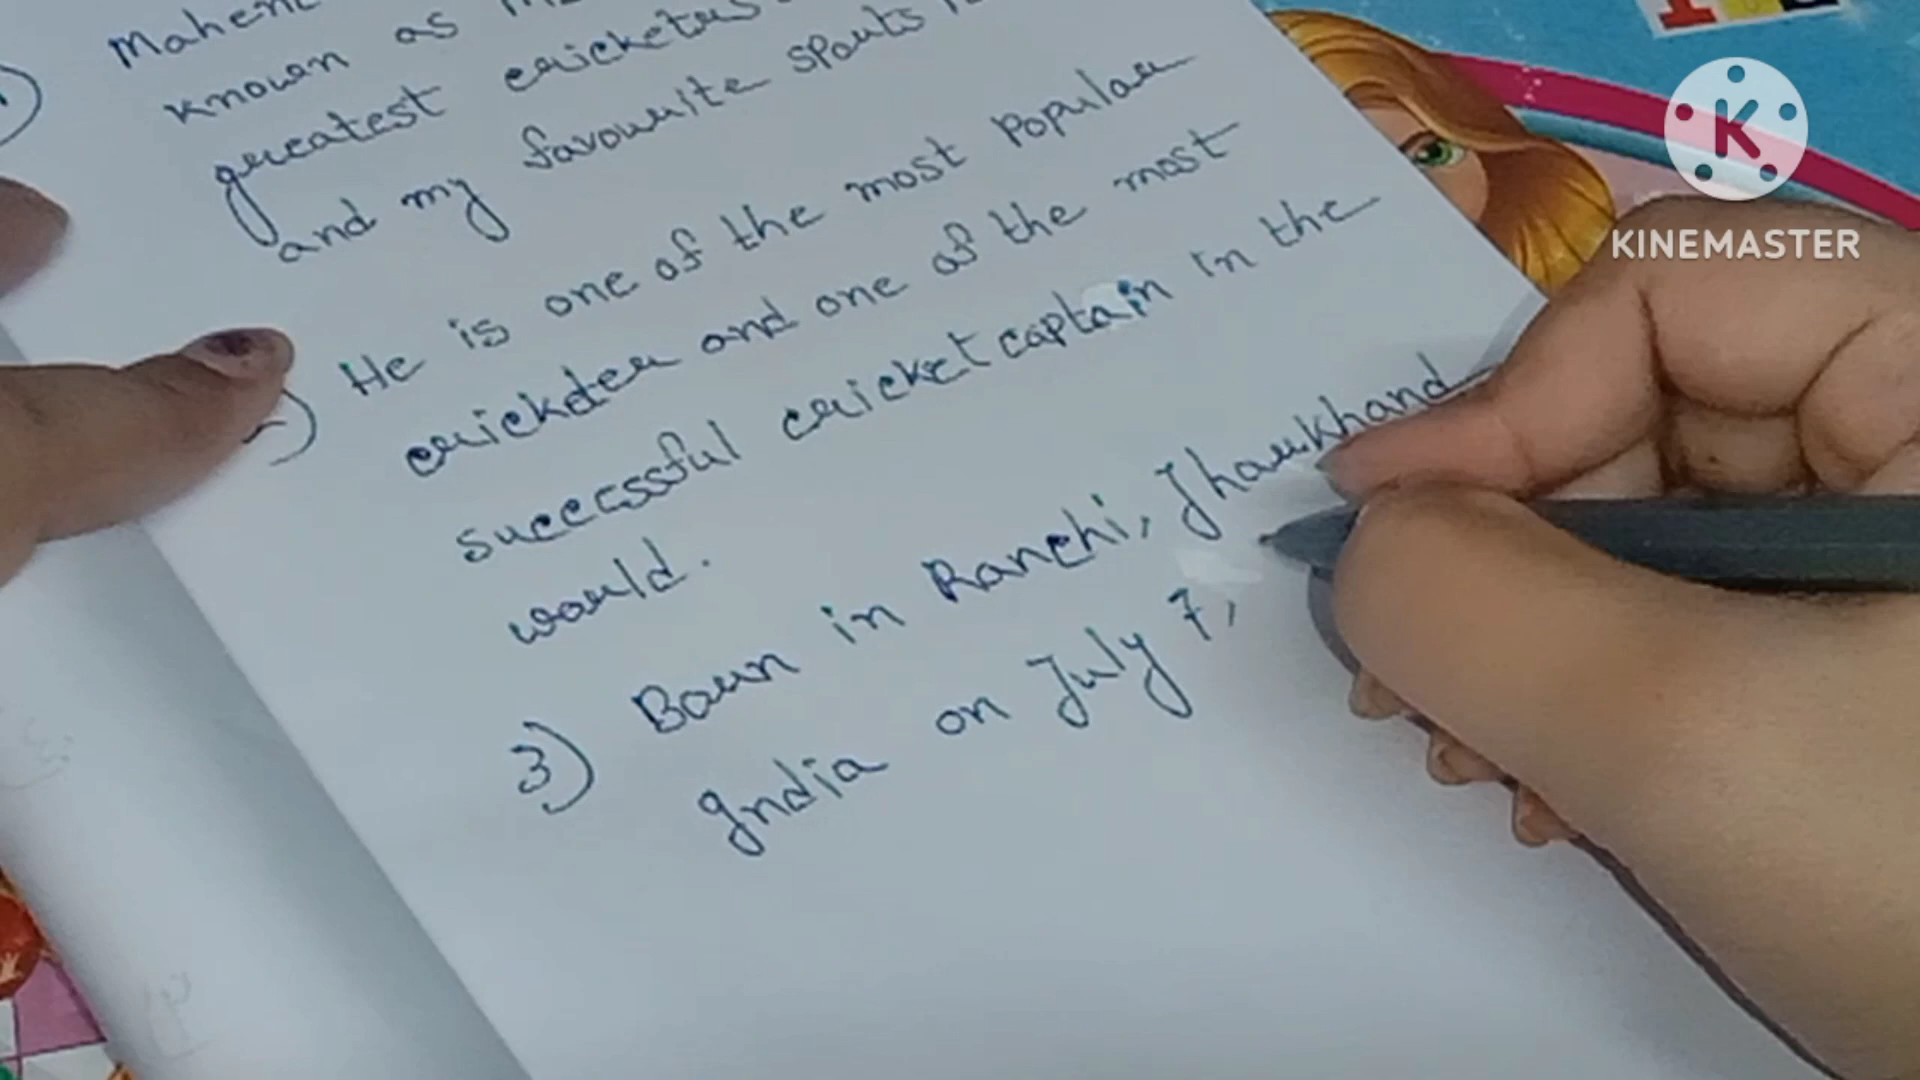 known as
greatest cricketers
and my favourite sports
2) He is one of the most popular
cricketer and one of the most
successful cricket captain in the
world.
3) Born in Ranchi, Jharkhand
India on July 7,
K
KINEMASTER